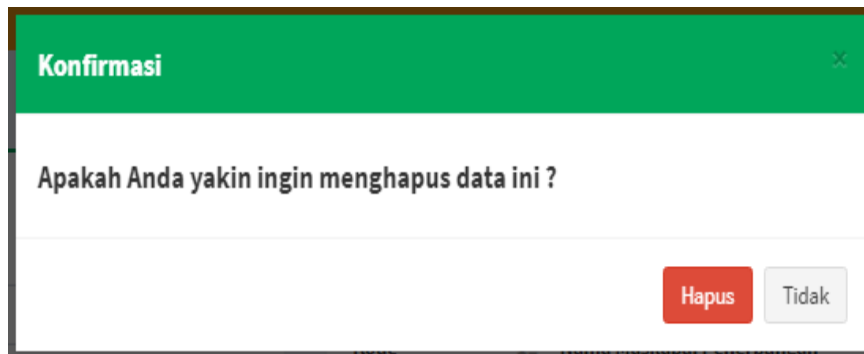 Konfirmasi
×
Apakah Anda yakin ingin menghapus data ini ?
Hapus
Tidak